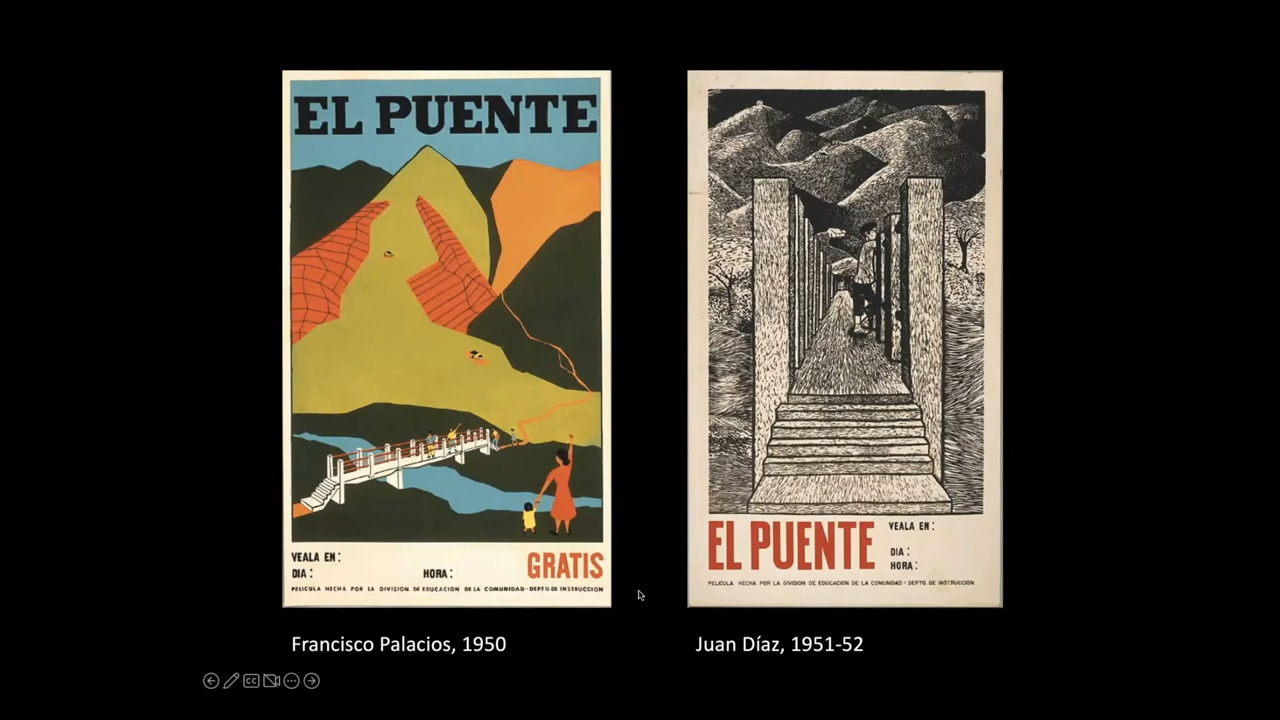 EL PUENTE
VEALA EN:
DIA:
HORA:
GRATIS
PELICULA HECHA POR LA DIVISION DE EDUCACION DE LA COMUNIDAD - DEPTO DE INSTRUCCION
Francisco Palacios, 1950
EL PUENTE
VEALA EN:
DIA:
HORA:
PELICULA HECHA POR LA DIVISION DE EDUCACION DE LA COMUNIDAD - DEPTO. DE INSTRUCCION
Juan Díaz, 1951-52
CC